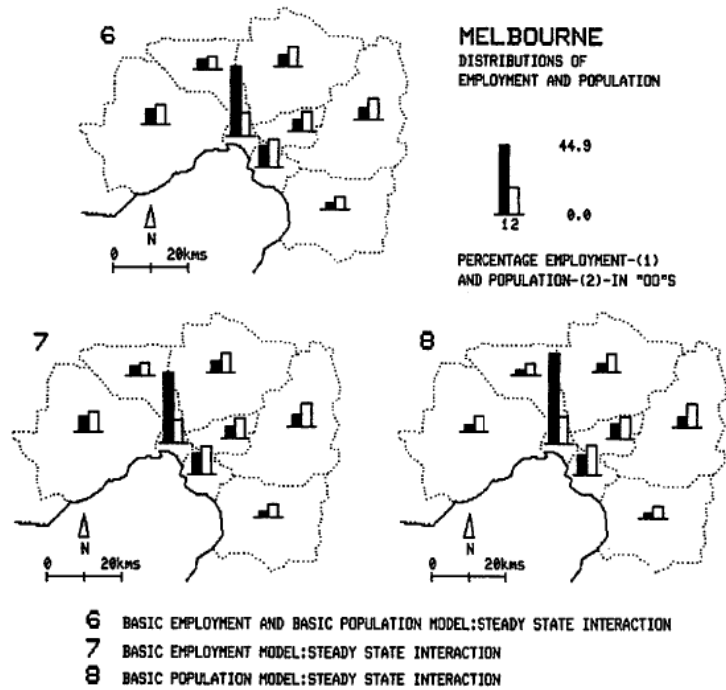 6
MELBOURNE
DISTRIBUTIONS OF
EMPLOYMENT AND POPULATION
44.9
0.0
12
PERCENTAGE EMPLOYMENT-(1)
AND POPULATION-(2)-IN "00"S
N
0 20kms
7
N
0 20kms
8
N
0 20kms
6 BASIC EMPLOYMENT AND BASIC POPULATION MODEL:STEADY STATE INTERACTION
7 BASIC EMPLOYMENT MODEL:STEADY STATE INTERACTION
8 BASIC POPULATION MODEL:STEADY STATE INTERACTION